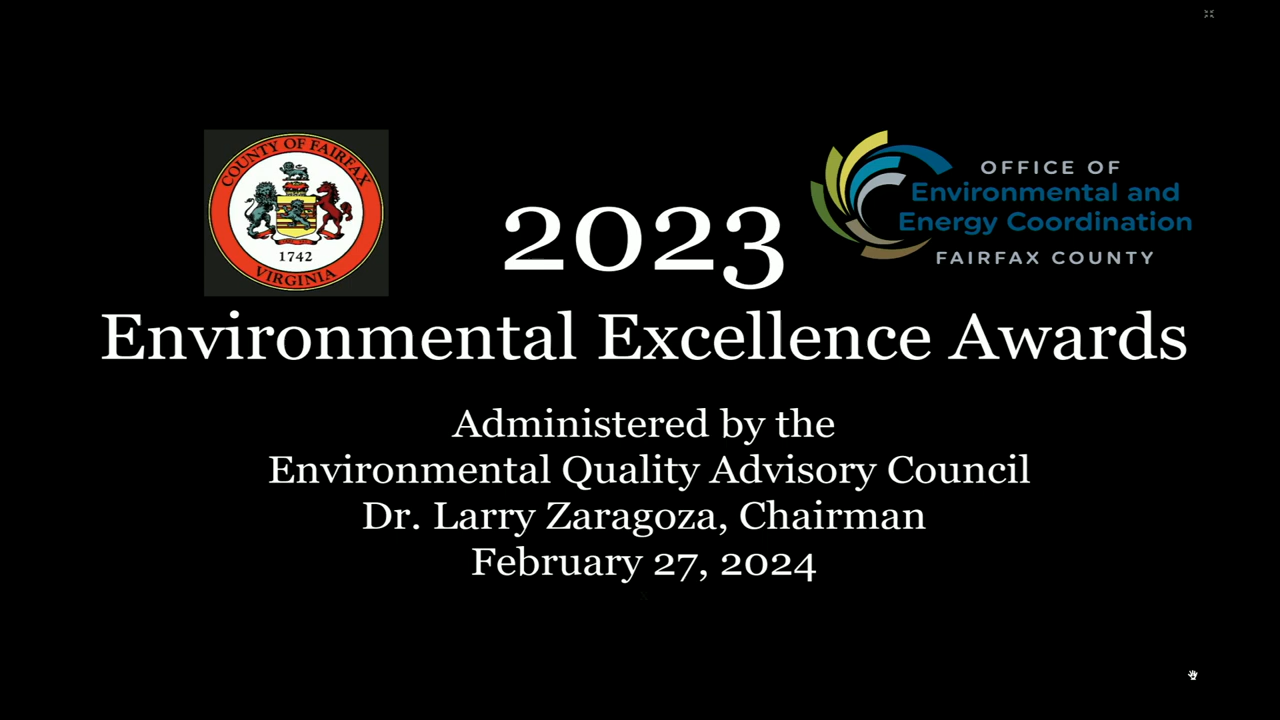 COUNTY OF FAIRFAX
1742
VIRGINIA
OFFICE OF
Environmental and
Energy Coordination
FAIRFAX COUNTY
2023
Environmental Excellence Awards
Administered by the
Environmental Quality Advisory Council
Dr. Larry Zaragoza, Chairman
February 27, 2024